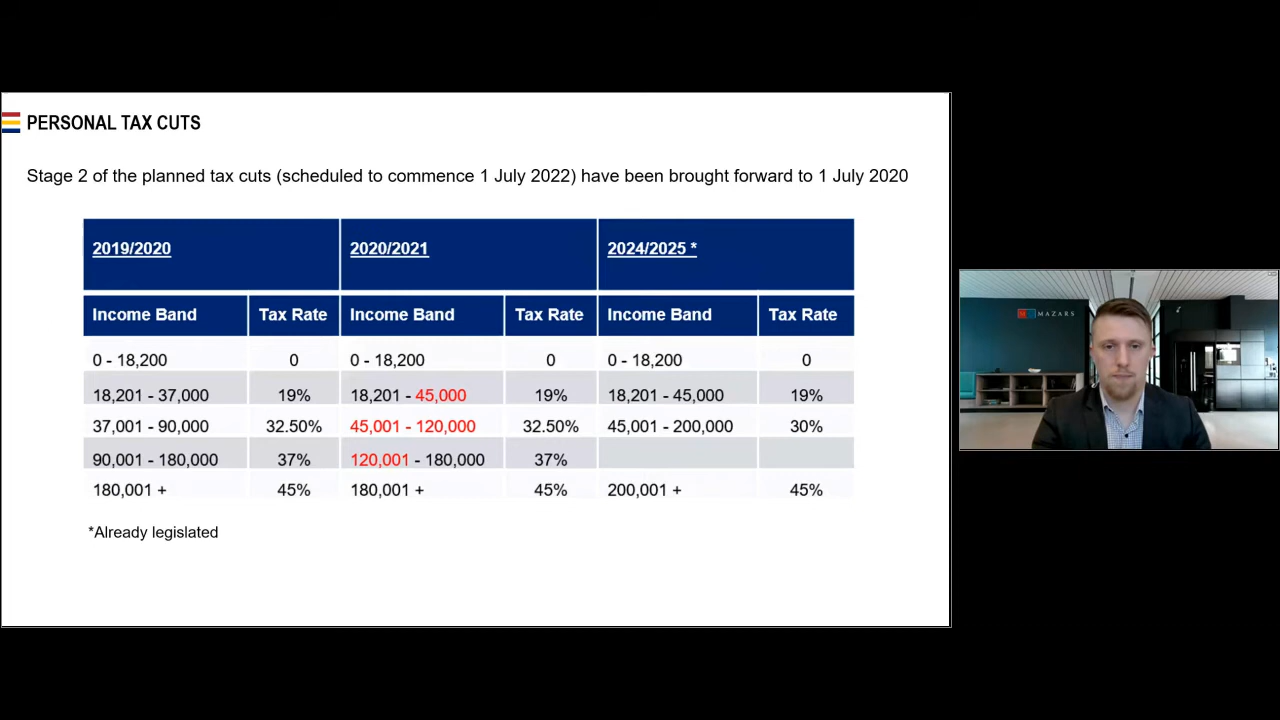 PERSONAL TAX CUTS
Stage 2 of the planned tax cuts (scheduled to commence 1 July 2022) have been brought forward to 1 July 2020
2019/2020 2020/2021 2024/2025 *
Income Band Tax Rate Income Band Tax Rate Income Band Tax Rate
0 - 18,200 0 0 - 18,200 0 0 - 18,200 0
18,201 - 37,000 19% 18,201 - 45,000 19% 18,201 - 45,000 19%
37,001 - 90,000 32.50% 45,001 - 120,000 32.50% 45,001 - 200,000 30%
90,001 - 180,000 37% 120,001 - 180,000 37%
180,001 + 45% 180,001 + 45% 200,001 + 45%
*Already legislated
MAZARS